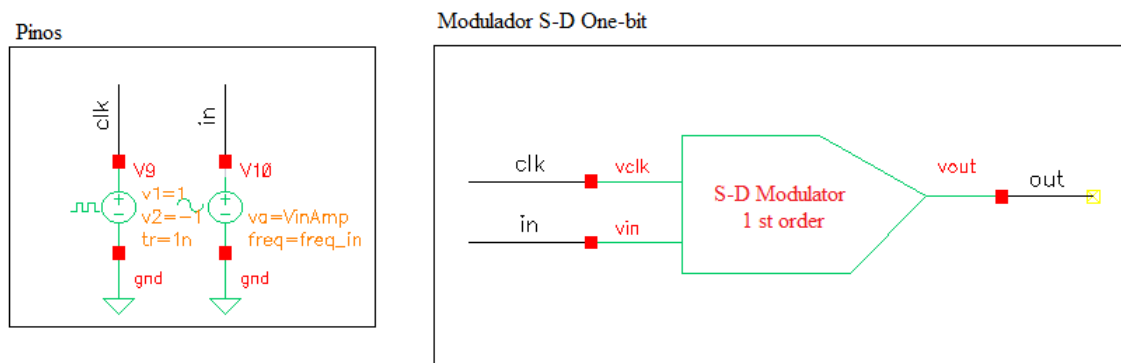 Pinos
clk
in
V9
V10
v1=1
v2=-1
tr=1n
va=VinAmp
freq=freq_in
gnd
gnd
Modulador S-D One-bit
clk
vclk
in
vin
S-D Modulator
1 st order
vout
out